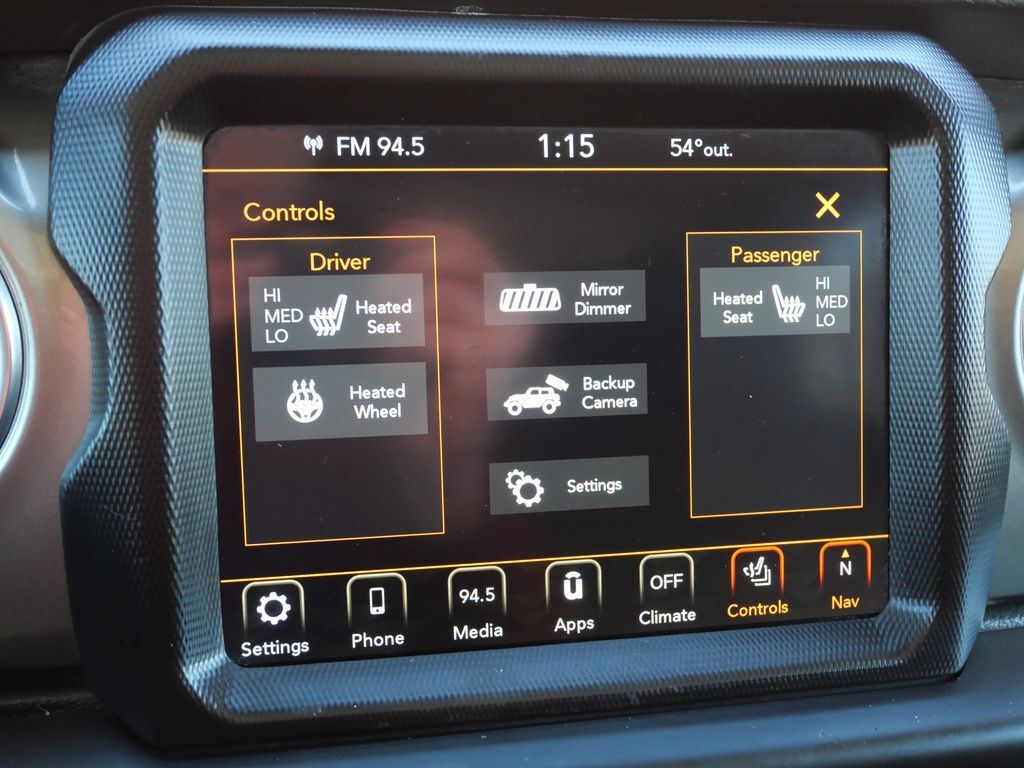 FM 94.5 1:15 54°out.
Controls
Driver
HI
MED
LO
Heated
Seat
Heated
Wheel
Mirror
Dimmer
Backup
Camera
Settings
Passenger
Heated
Seat
HI
MED
LO
Settings
Phone
94.5
Media
Apps
OFF
Climate
Controls
N
Nav